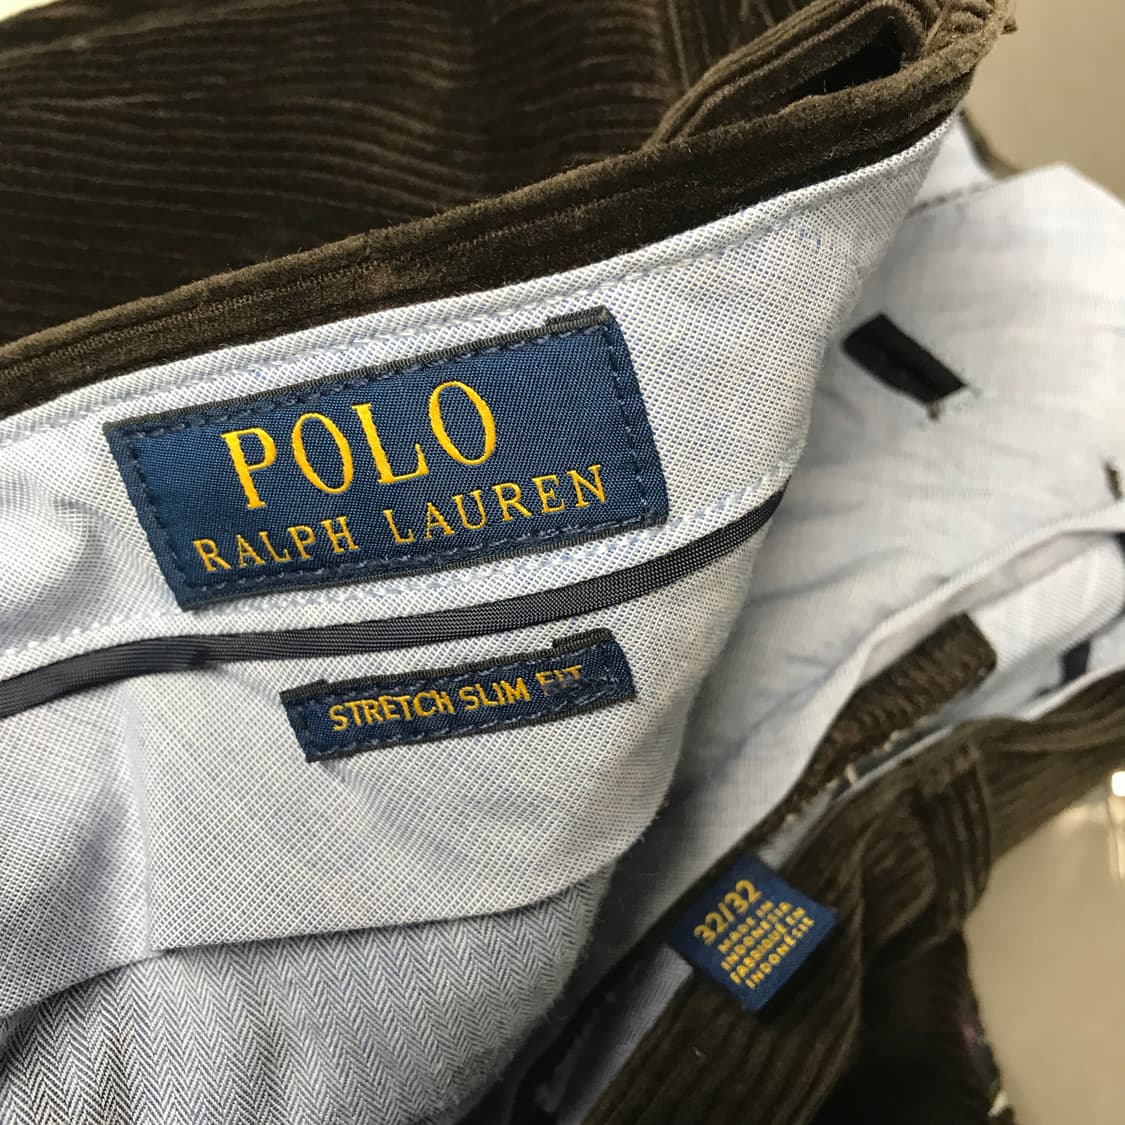 POLO
RALPH LAUREN
STRETCH SLIM FIT
32/32
MADE IN
INDONESIA
FABRIQUÉ EN
INDONÉSIE